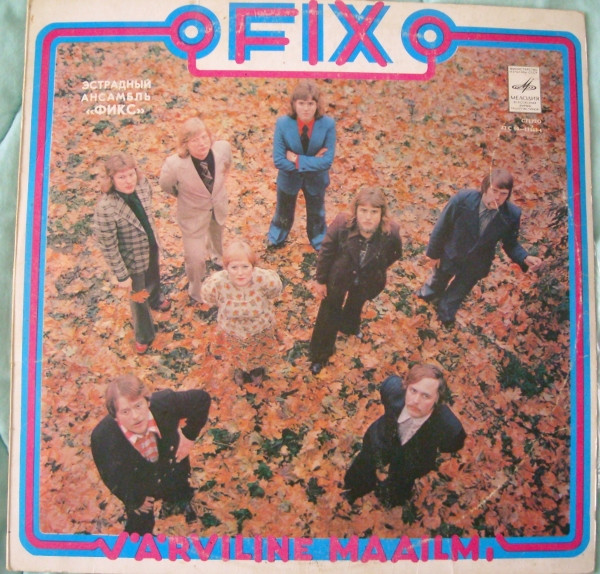 FIX
ЭСТРАДНЫЙ
АНСАМБЛЬ
«ФИКС»
МЕЛОДИЯ
СТЕРЕО
VÄRVILINE MAAILM